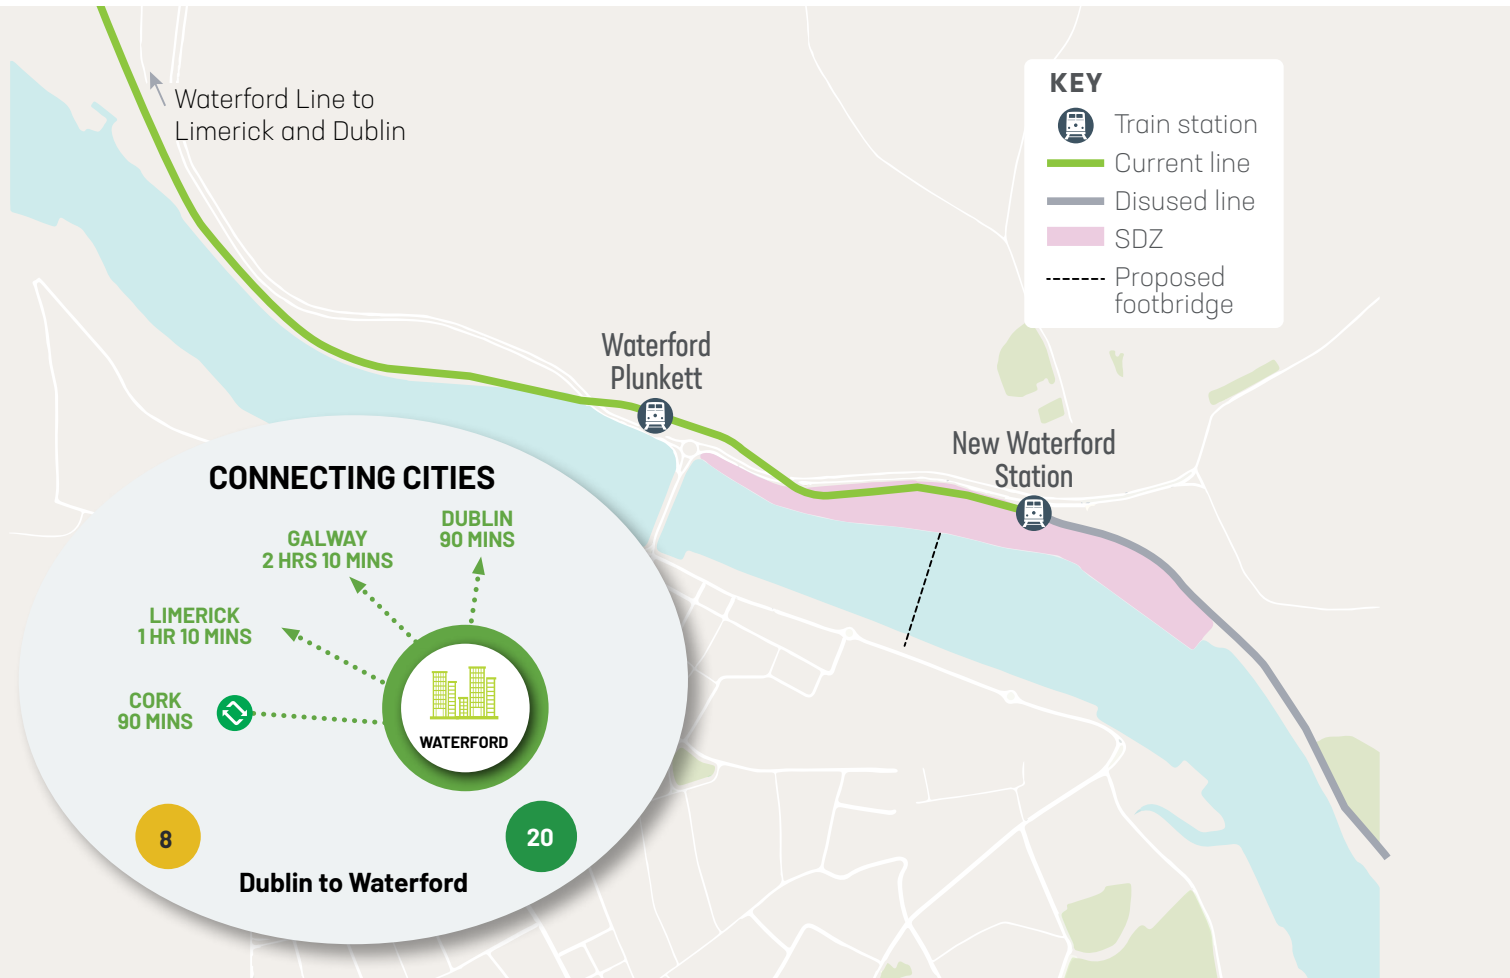 Waterford Line to
Limerick and Dublin
KEY
Train station
Current line
Disused line
SDZ
Proposed
footbridge
Waterford
Plunkett
New Waterford
Station
CONNECTING CITIES
DUBLIN
90 MINS
GALWAY
2 HRS 10 MINS
LIMERICK
1 HR 10 MINS
CORK
90 MINS
WATERFORD
8
20
Dublin to Waterford